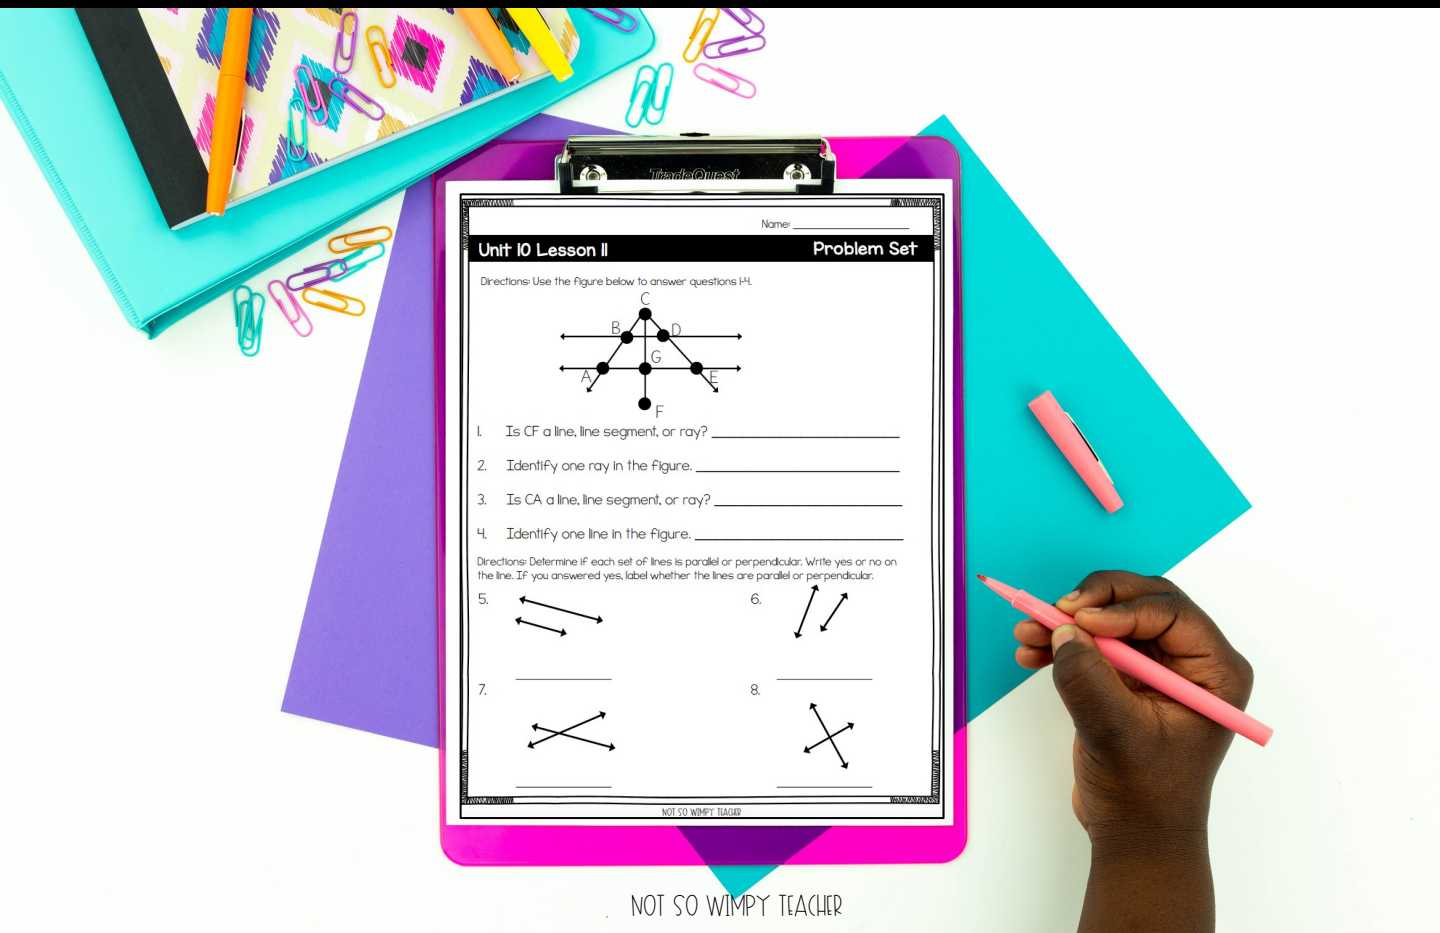 TradeQuest
Name: 
Unit 10 Lesson 11 Problem Set
Directions: Use the figure below to answer questions 1-4.
C
B D
G
A E
F
1. Is CF a line, line segment, or ray?
2. Identify one ray in the figure.
3. Is CA a line, line segment, or ray?
4. Identify one line in the figure.
Directions: Determine if each set of lines is parallel or perpendicular. Write yes or no on
the line. If you answered yes, label whether the lines are parallel or perpendicular.
5. 6.
7. 8.
NOT SO WIMPY TEACHER
NOT SO WIMPY TEACHER